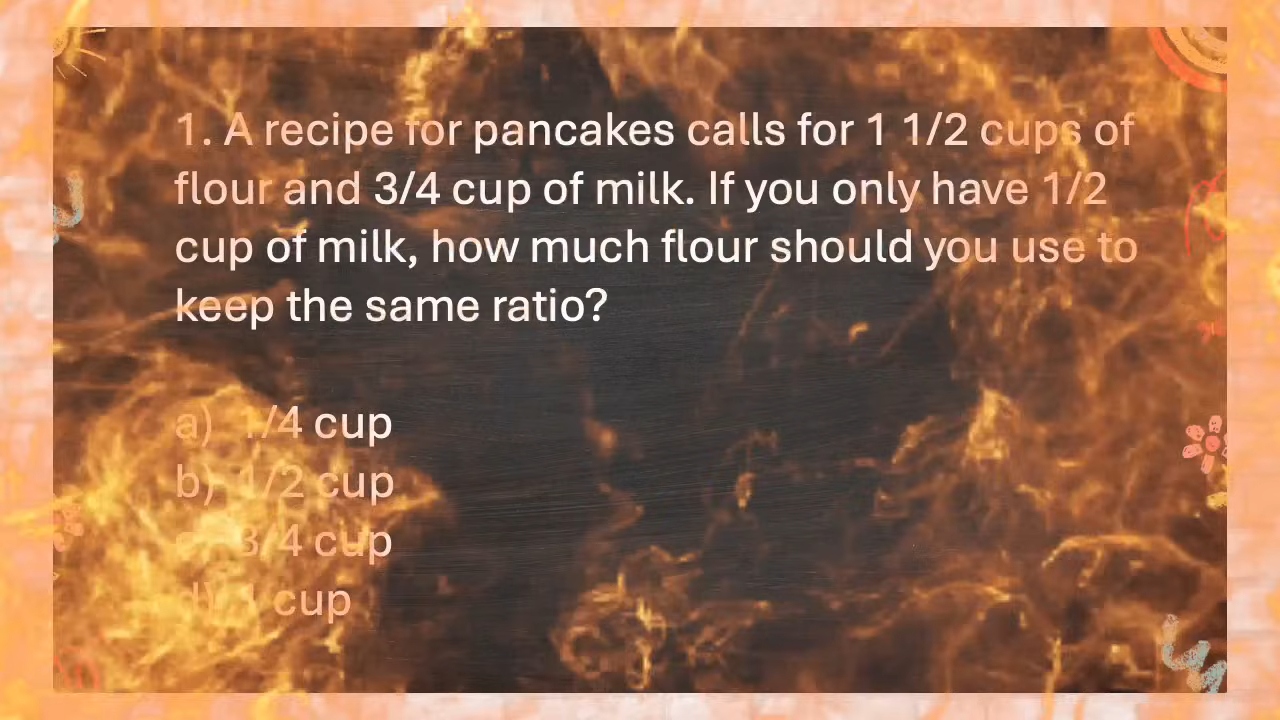 1. A recipe for pancakes calls for 1 1/2 cups of
flour and 3/4 cup of milk. If you only have 1/2
cup of milk, how much flour should you use to
keep the same ratio?
a) 1/4 cup
b) 1/2 cup
c) 3/4 cup
d) 1 cup